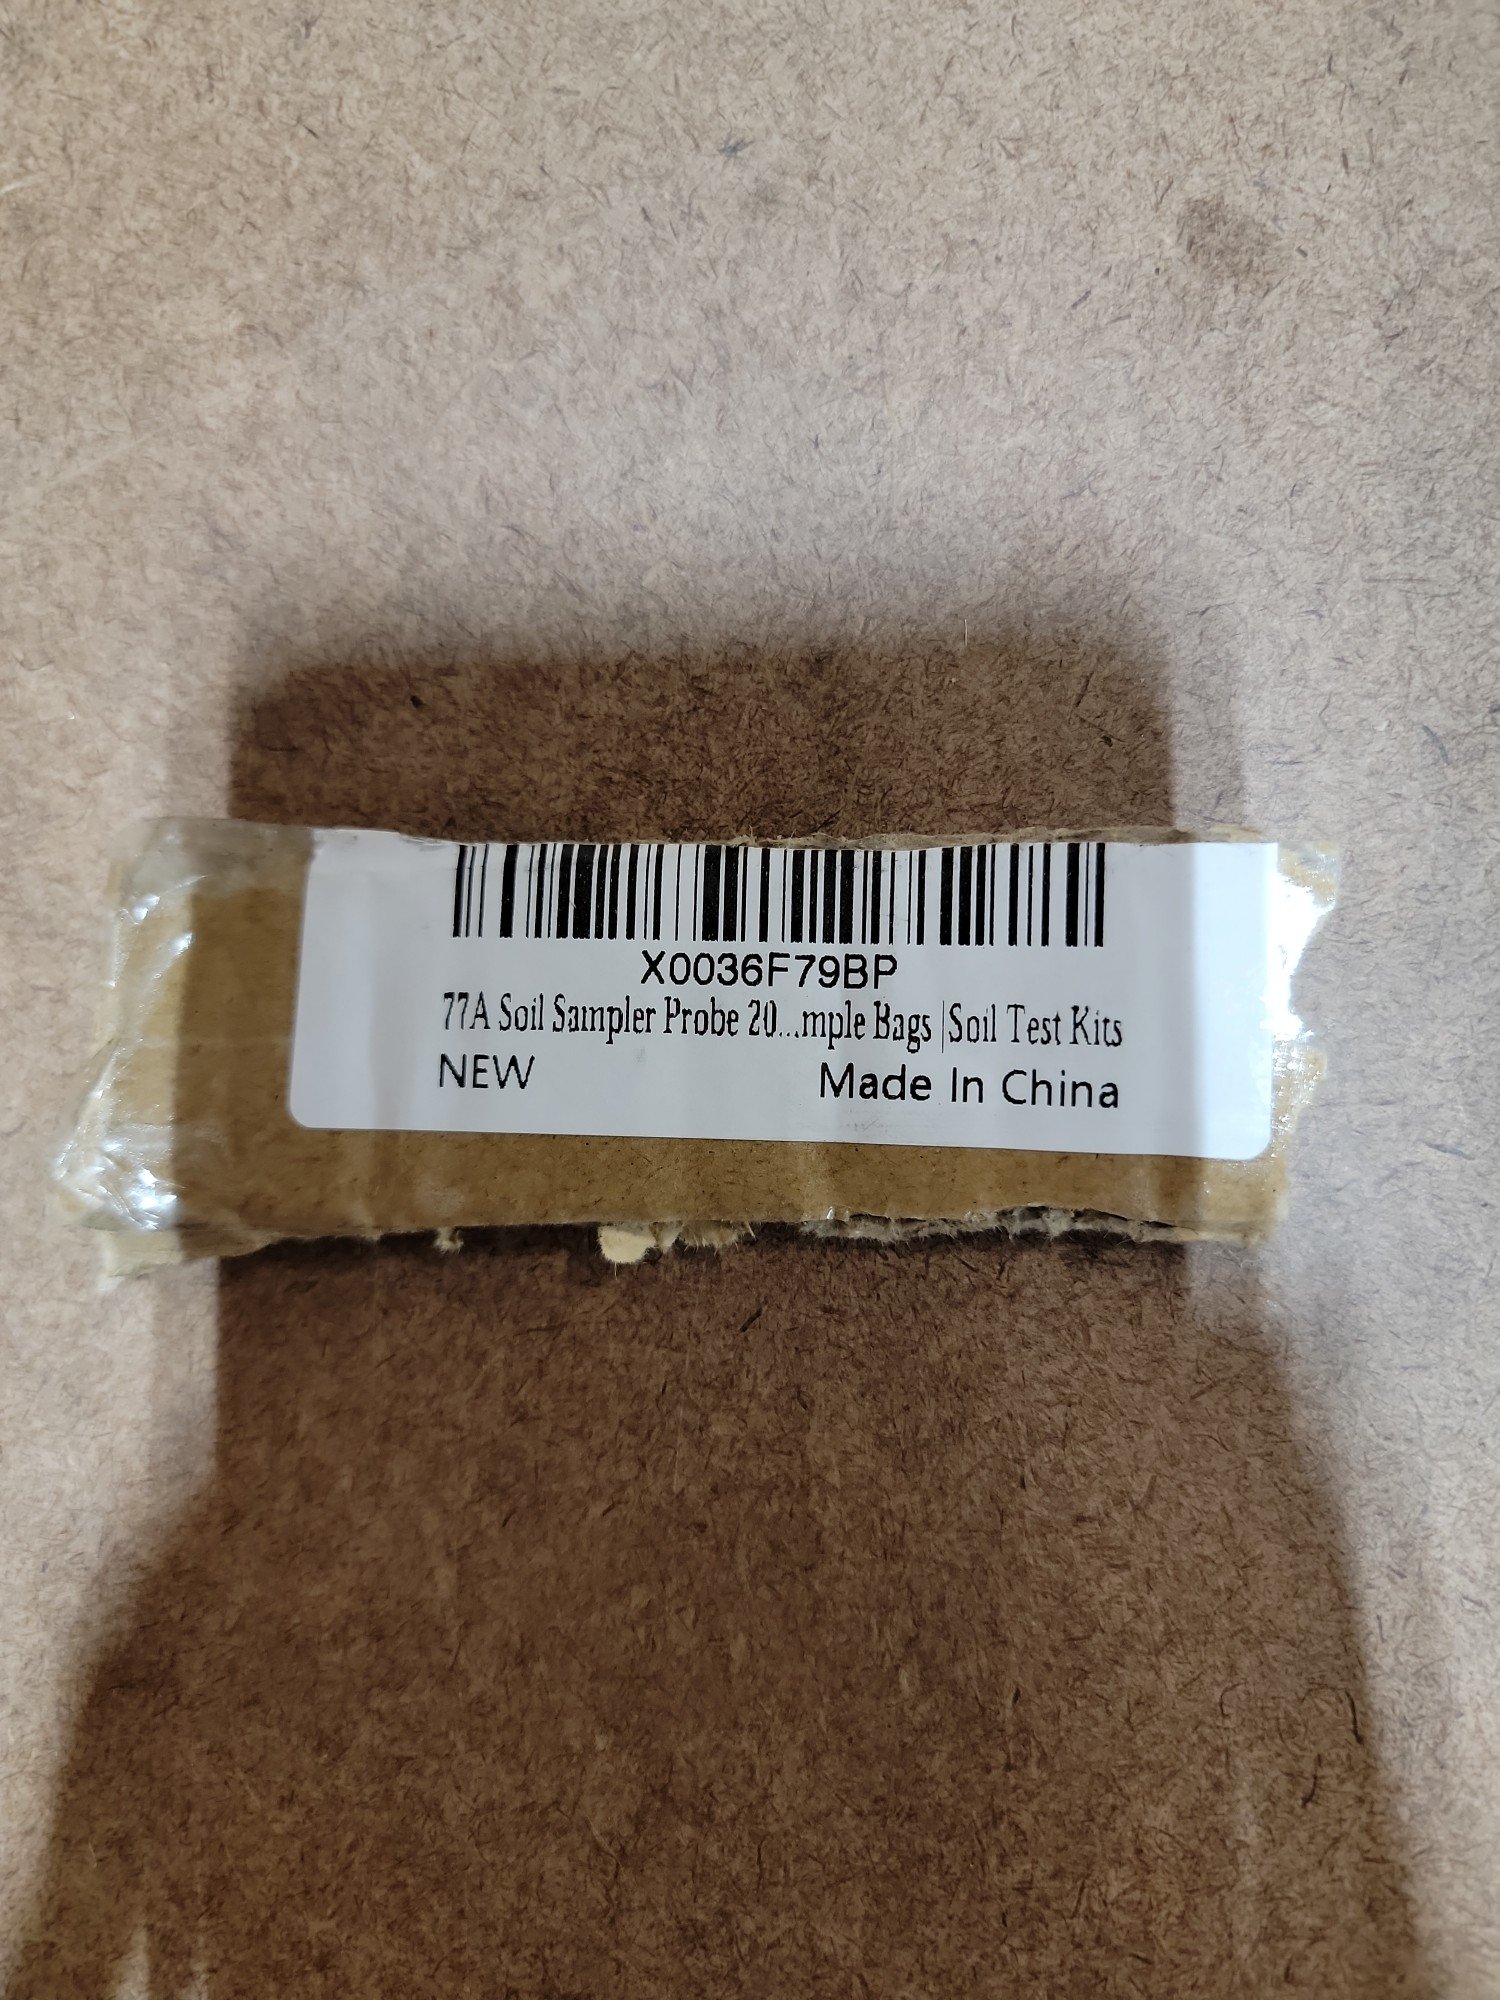 X0036F79BP
77A Soil Sampler Probe 20...mple Bags |Soil Test Kits
NEW Made In China